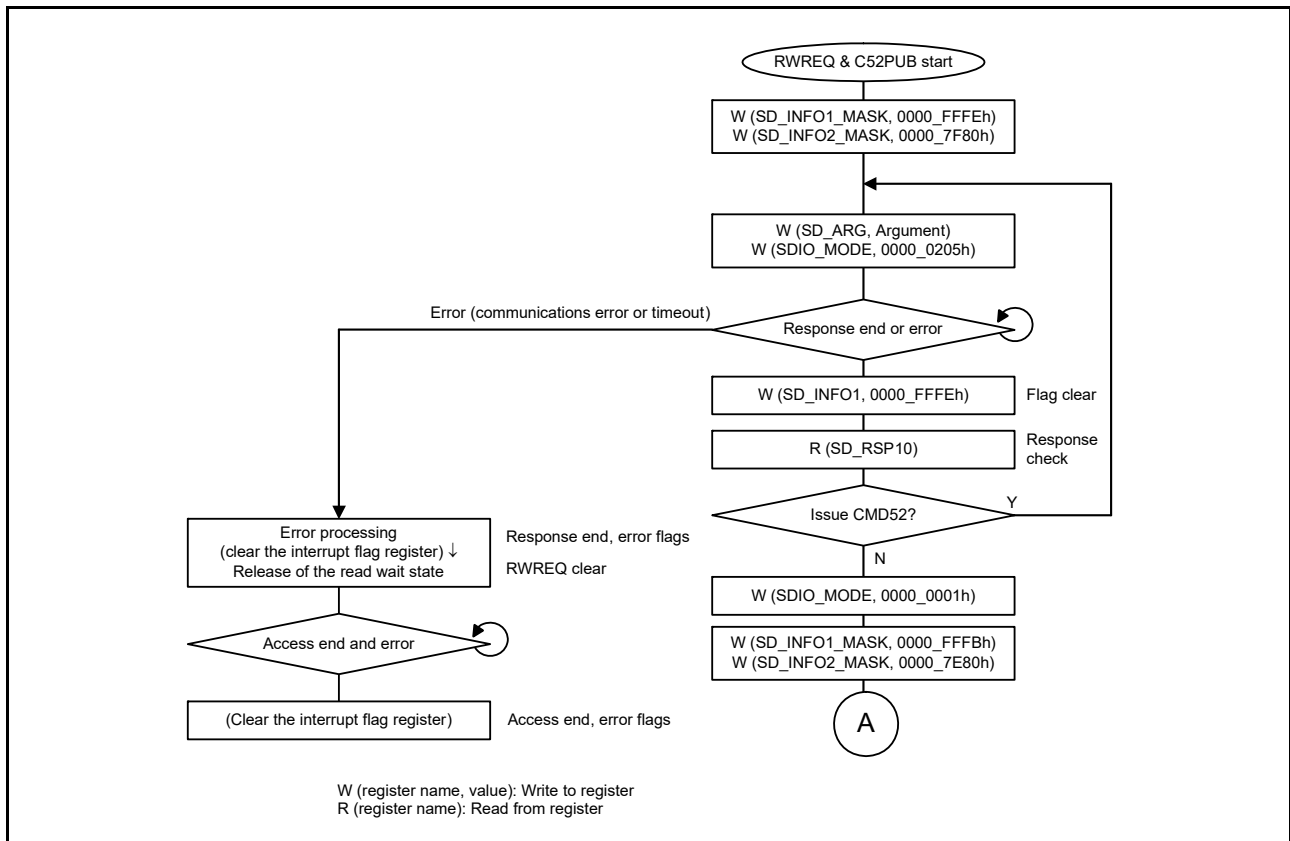 RWREQ & C52PUB start
W (SD_INFO1_MASK, 0000_FFFEh)
W (SD_INFO2_MASK, 0000_7F80h)
W (SD_ARG, Argument)
W (SDIO_MODE, 0000_0205h)
Error (communications error or timeout)
Response end or error
W (SD_INFO1, 0000_FFFEh)
Flag clear
R (SD_RSP10)
Response
check
Issue CMD52?
Y
N
Error processing
(clear the interrupt flag register) ↓
Release of the read wait state
Response end, error flags
RWREQ clear
W (SDIO_MODE, 0000_0001h)
Access end and error
W (SD_INFO1_MASK, 0000_FFFBh)
W (SD_INFO2_MASK, 0000_7E80h)
(Clear the interrupt flag register)
Access end, error flags
A
W (register name, value): Write to register
R (register name): Read from register